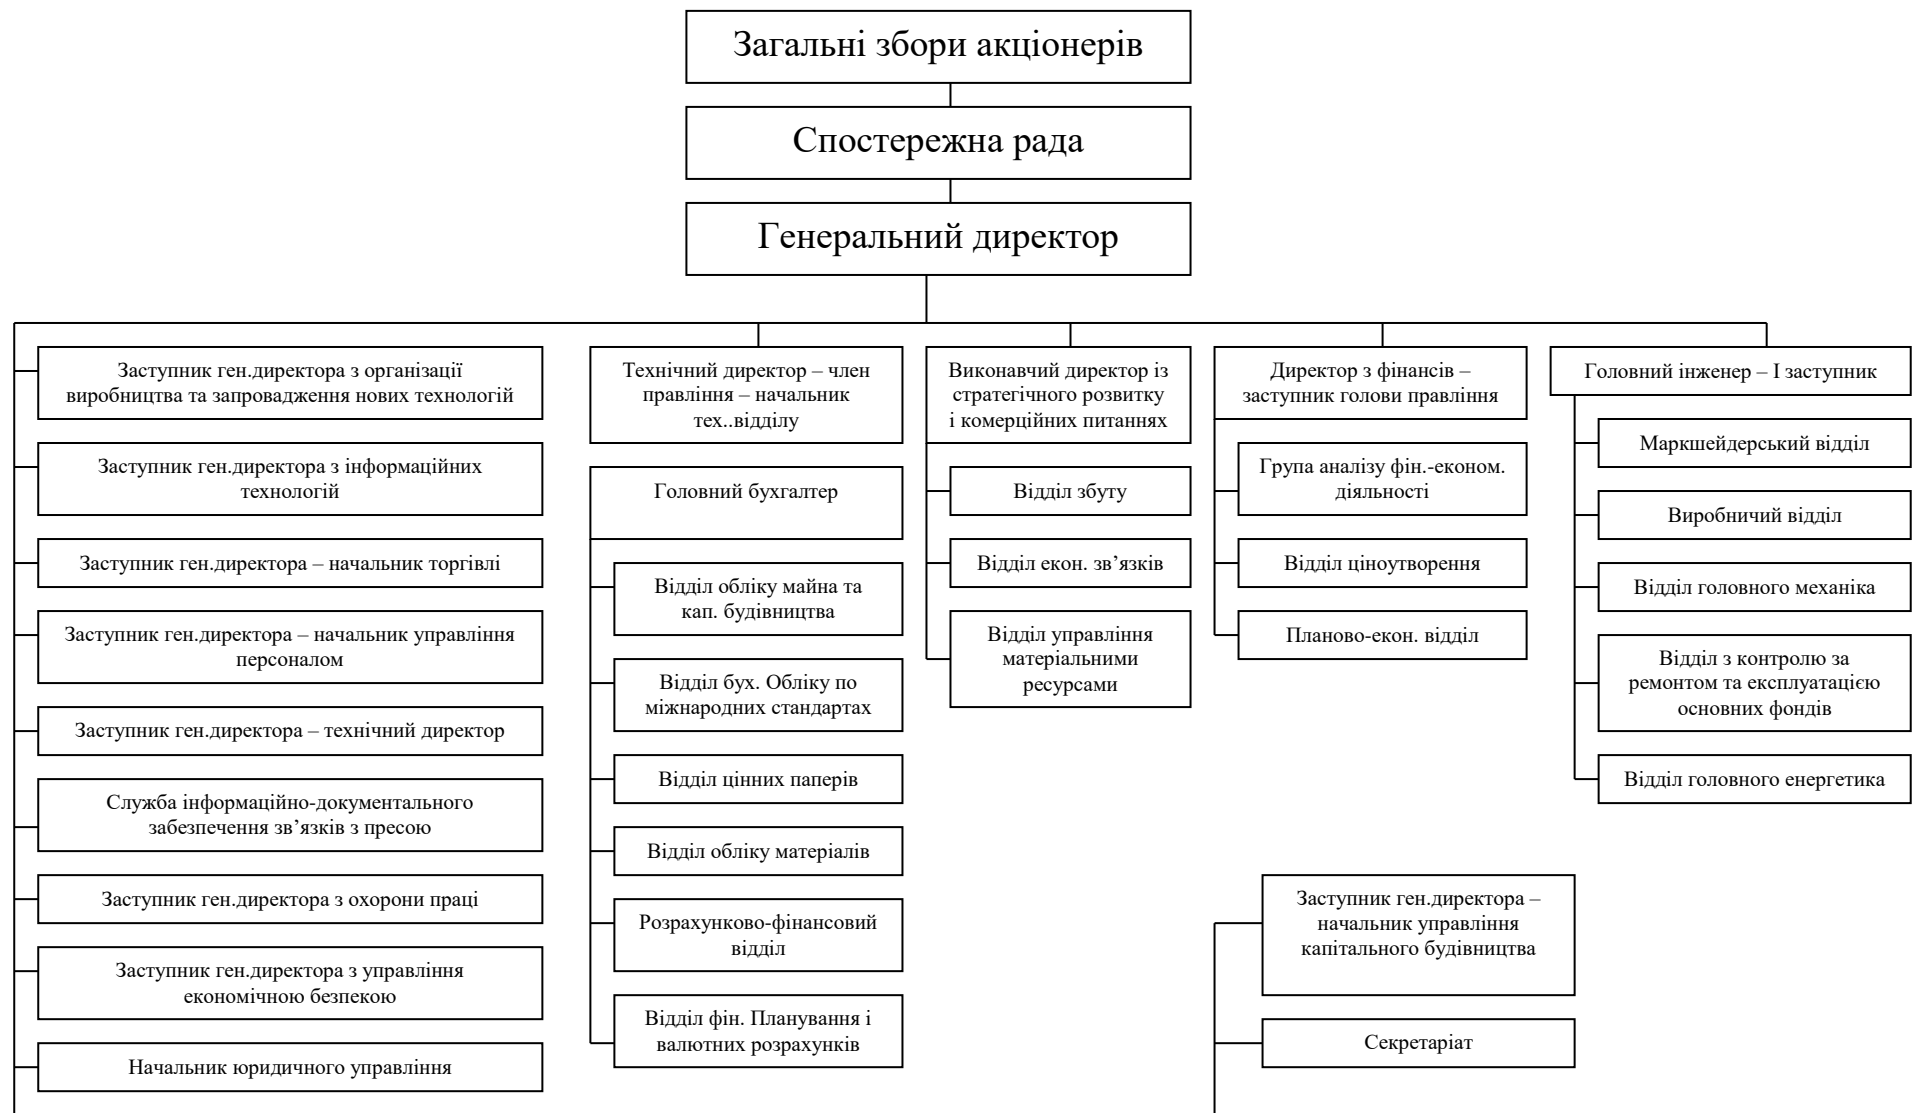 Загальні збори акціонерів
Спостережна рада
Генеральний директор
Заступник ген.директора з організації
виробництва та запровадження нових технологій
Заступник ген.директора з інформаційних
технологій
Заступник ген.директора – начальник торгівлі
Заступник ген.директора – начальник управління
персоналом
Заступник ген.директора – технічний директор
Служба інформаційно-документального
забезпечення зв’язків з пресою
Заступник ген.директора з охорони праці
Заступник ген.директора з управління
економічною безпекою
Начальник юридичного управління
Технічний директор – член
правління – начальник
тех..відділу
Головний бухгалтер
Відділ обліку майна та
кап. будівництва
Відділ бух. Обліку по
міжнародних стандартах
Відділ цінних паперів
Відділ обліку матеріалів
Розрахунково-фінансовий
відділ
Відділ фін. Планування і
валютних розрахунків
Виконавчий директор із
стратегічного розвитку
і комерційних питаннях
Відділ збуту
Відділ екон. зв’язків
Відділ управління
матеріальними
ресурсами
Директор з фінансів –
заступник голови правління
Група аналізу фін.-економ.
діяльності
Відділ ціноутворення
Планово-екон. відділ
Головний інженер – І заступник
Маркшейдерський відділ
Виробничий відділ
Відділ головного механіка
Відділ з контролю за
ремонтом та експлуатацією
основних фондів
Відділ головного енергетика
Заступник ген.директора –
начальник управління
капітального будівництва
Секретаріат